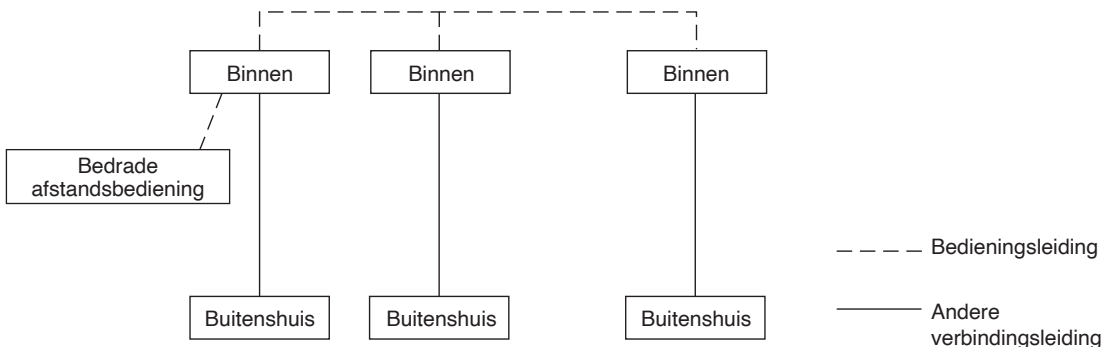 Binnen
Binnen
Binnen
Bedrade
afstandsbediening
Bedieningsleiding
Buitenshuis
Buitenshuis
Buitenshuis
Andere
verbindingsleiding